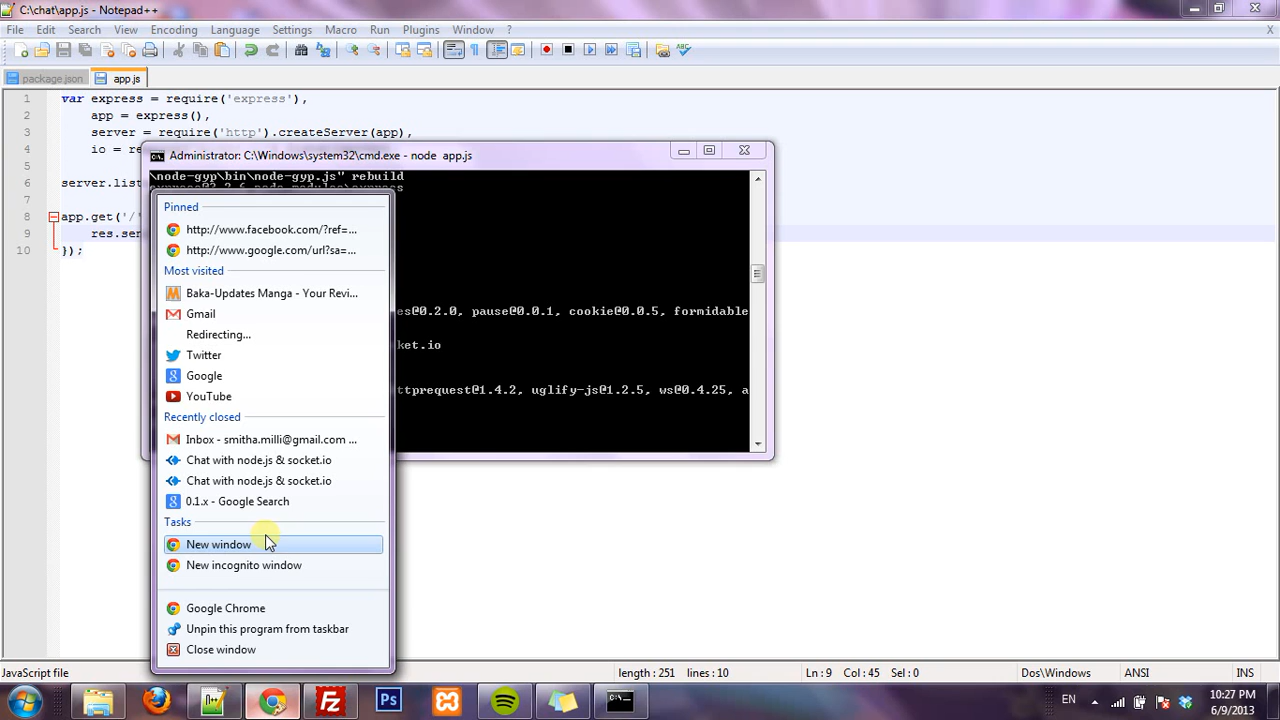 C:\chat\app.js - Notepad++
File Edit Search View Encoding Language Settings Macro Run Plugins Window ? X
package.json app.js
1 var express = require('express'),
2 app = express(),
3 server = require('http').createServer(app),
4 io = re
5
6 server.list
7
8 app.get('/'
9 res.sen
10 });
Administrator: C:\Windows\system32\cmd.exe - node app.js
\node-gyp\bin\node-gyp.js" rebuild
express@3.2.6 node_modules\express
es@0.2.0, pause@0.0.1, cookie@0.0.5, formidable
ket.io
ttprequest@1.4.2, uglify-js@1.2.5, ws@0.4.25, a
Pinned
http://www.facebook.com/?ref=...
http://www.google.com/url?sa=...
Most visited
Baka-Updates Manga - Your Revi...
Gmail
Redirecting...
Twitter
Google
YouTube
Recently closed
Inbox - smitha.milli@gmail.com ...
Chat with node.js & socket.io
Chat with node.js & socket.io
0.1.x - Google Search
Tasks
New window
New incognito window
Google Chrome
Unpin this program from taskbar
Close window
JavaScript file length : 251 lines : 10 Ln : 9 Col : 45 Sel : 0 Dos\Windows ANSI INS
EN 10:27 PM
6/9/2013